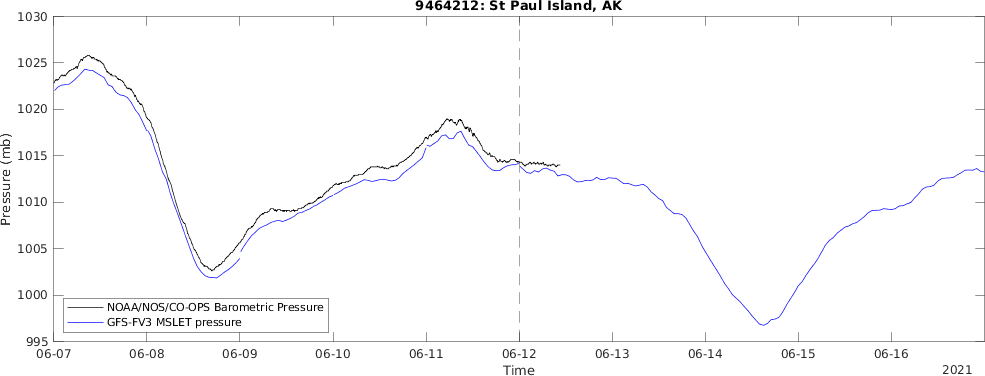 9464212: St Paul Island, AK
Pressure (mb)
1030
1025
1020
1015
1010
1005
1000
995
NOAA/NOS/CO-OPS Barometric Pressure
GFS-FV3 MSLET pressure
06-07 06-08 06-09 06-10 06-11 06-12 06-13 06-14 06-15 06-16
Time
2021